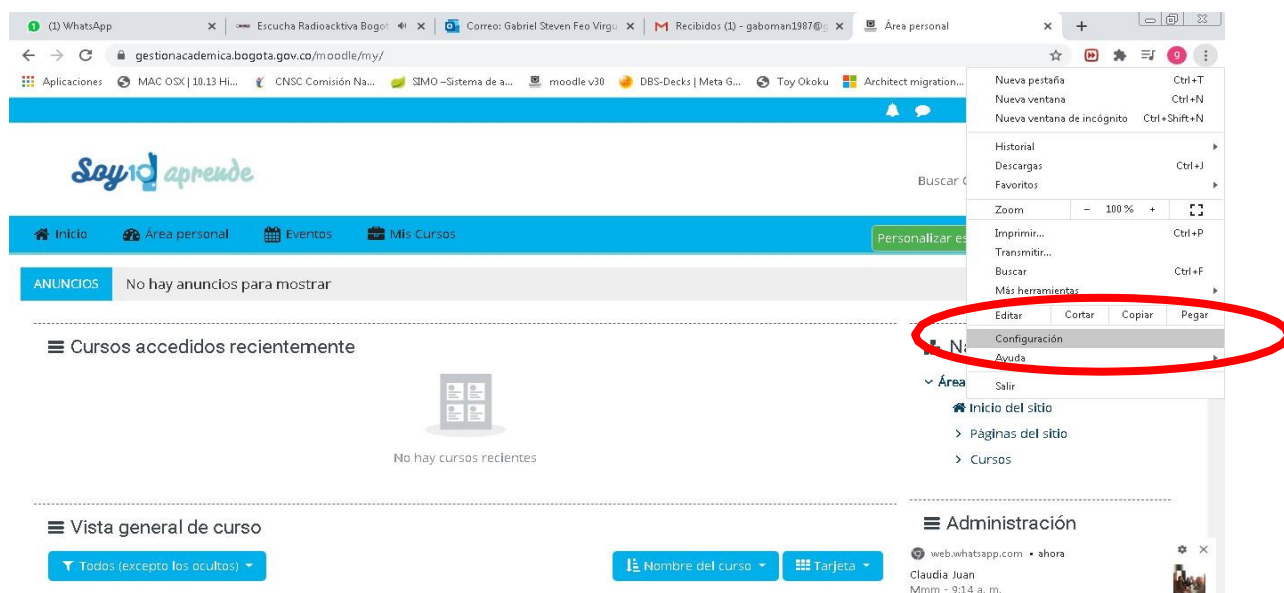 (1) WhatsApp
Escucha Radioacktiva Bogot
Correo: Gabriel Steven Feo Virgu
Recibidos (1) - gaboman1987@g
Área personal
gestionacademica.bogota.gov.co/moodle/my/
g
Aplicaciones
MAC OSX | 10.13 Hi...
CNSC Comisión Na...
SIMO –Sistema de a...
moodle v30
DBS-Decks | Meta G...
Toy Okoku
Architect migration...
Soy10 aprende
Buscar
Inicio
Área personal
Eventos
Mis Cursos
Personalizar es
ANUNCIOS
No hay anuncios para mostrar
Cursos accedidos recientemente
No hay cursos recientes
Vista general de curso
Todos (excepto los ocultos)
Nombre del curso
Tarjeta
Nueva pestaña Ctrl+T
Nueva ventana Ctrl+N
Nueva ventana de incógnito Ctrl+Shift+N
Historial
Descargas Ctrl+J
Favoritos
Zoom - 100 % +
Imprimir... Ctrl+P
Transmitir...
Buscar Ctrl+F
Más herramientas
Editar Cortar Copiar Pegar
Configuración
Ayuda
Salir
Na
Área
Inicio del sitio
Páginas del sitio
Cursos
Administración
web.whatsapp.com • ahora
Claudia Juan
Mmm - 9:14 a. m.